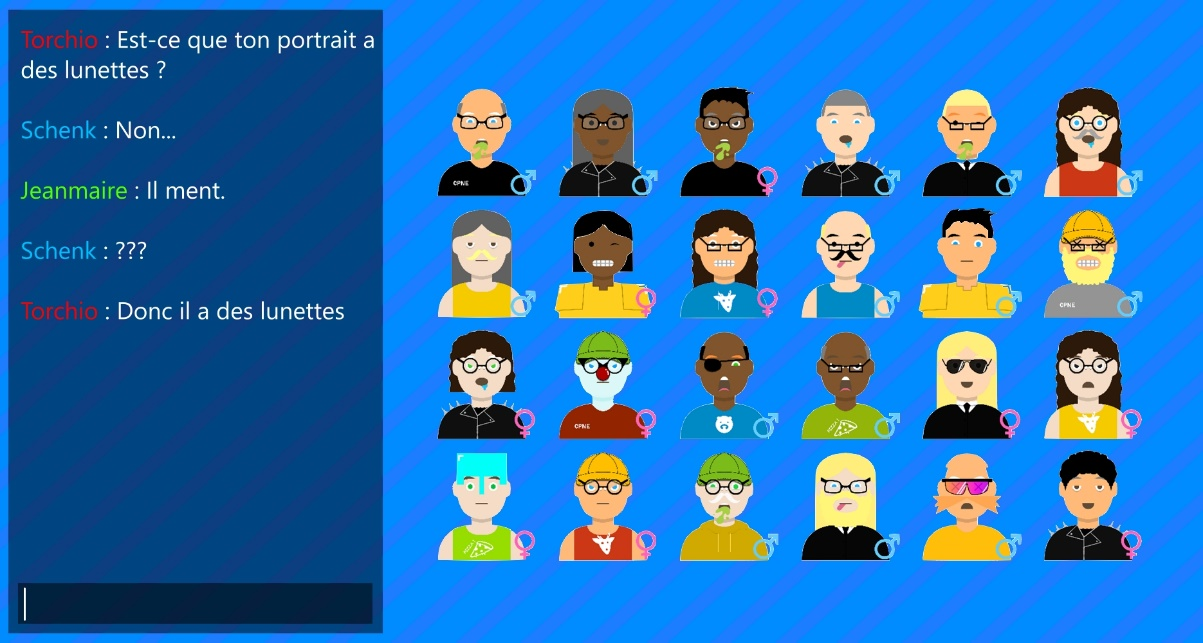 Torchio : Est-ce que ton portrait a
des lunettes ?
Schenk : Non...
Jeanmaire : Il ment.
Schenk : ???
Torchio : Donc il a des lunettes
CPNE
CPNE
CPNE